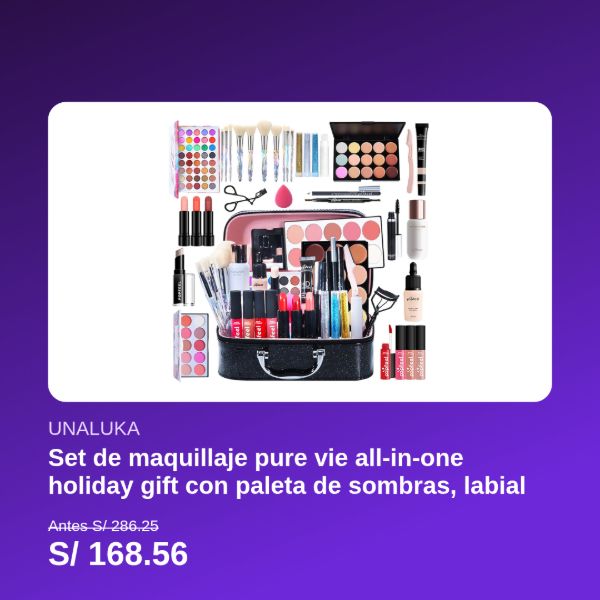 UNALUKA
Set de maquillaje pure vie all-in-one
holiday gift con paleta de sombras, labial
Antes S/ 286.25
S/ 168.56